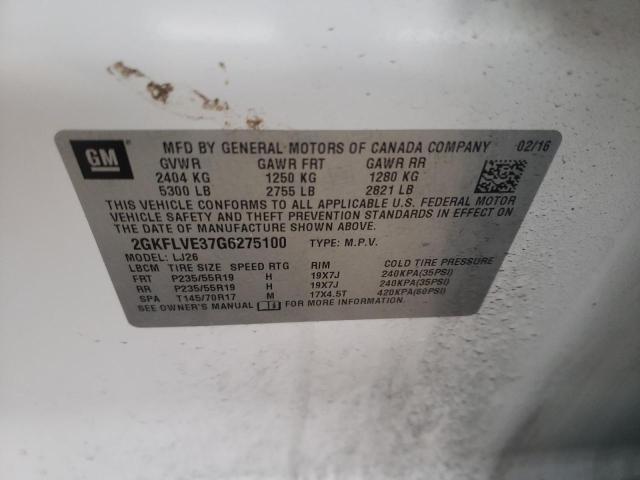 GM
MFD BY GENERAL MOTORS OF CANADA COMPANY 02/16
GVWR GAWR FRT GAWR RR
2404 KG 1250 KG 1280 KG
5300 LB 2755 LB 2821 LB
THIS VEHICLE CONFORMS TO ALL APPLICABLE U.S. FEDERAL MOTOR
VEHICLE SAFETY AND THEFT PREVENTION STANDARDS IN EFFECT ON
THE DATE OF MANUFACTURE SHOWN ABOVE.
2GKFLVE37G6275100 TYPE: M.P.V.
MODEL: LJ26
LBCM TIRE SIZE SPEED RTG RIM COLD TIRE PRESSURE
FRT P235/55R19 H 19X7J 240KPA(35PSI)
RR P235/55R19 H 19X7J 240KPA(35PSI)
SPA T145/70R17 M 17X4.5T 420KPA(60PSI)
SEE OWNER'S MANUAL FOR MORE INFORMATION.